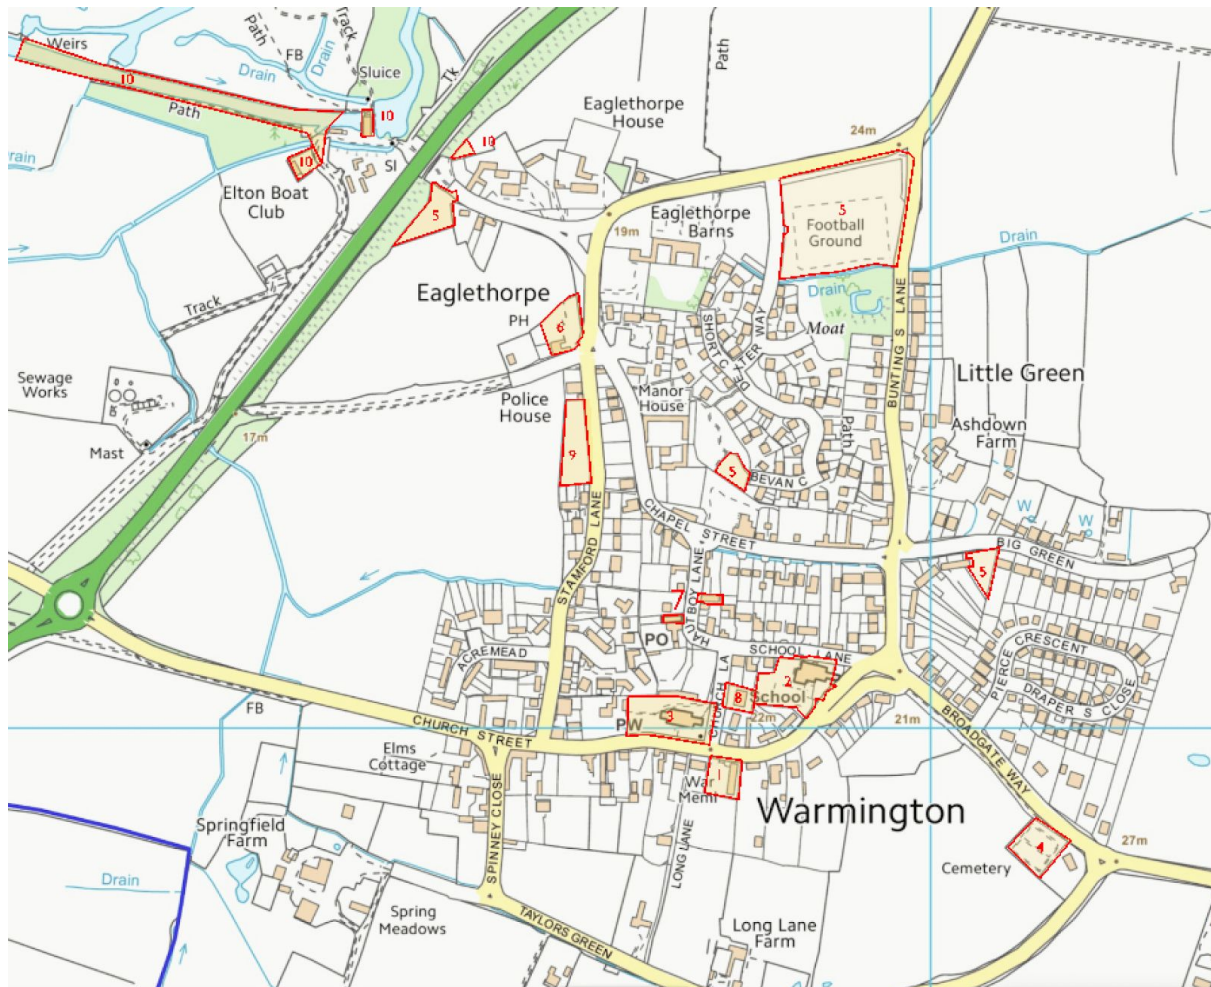 Weirs
10
Path
Drain
FB
Drain
Path
Track
Sluice
Tk
10
10
SI
10
Elton Boat
Club
Drain
Eaglethorpe
House
Path
24m
5
Football
Ground
Drain
5
19m
Eaglethorpe
Barns
Track
Eaglethorpe
PH
6
SHORT C
DEXTER WAY
Drain
Moat
BUNTING S LANE
Little Green
Sewage
Works
Mast
17m
Police
House
Manor
House
Path
Ashdown
Farm
9
5
BEVAN C
W
W
STAMFORD LANE
CHAPEL STREET
BIG GREEN
5
7
HAUTBOY LANE
PO
ACREMEAD
SCHOOL LANE
CHURCH LA
2
School
8
22m
PIERCE CRESCENT
DRAPER S CLOSE
FB
CHURCH STREET
PW
3
21m
BROADGATE WAY
Elms
Cottage
1
War
Meml
Warmington
SPINNEY CLOSE
LONG LANE
Springfield
Farm
4
27m
Cemetery
Drain
Spring
Meadows
TAYLORS GREEN
Long Lane
Farm